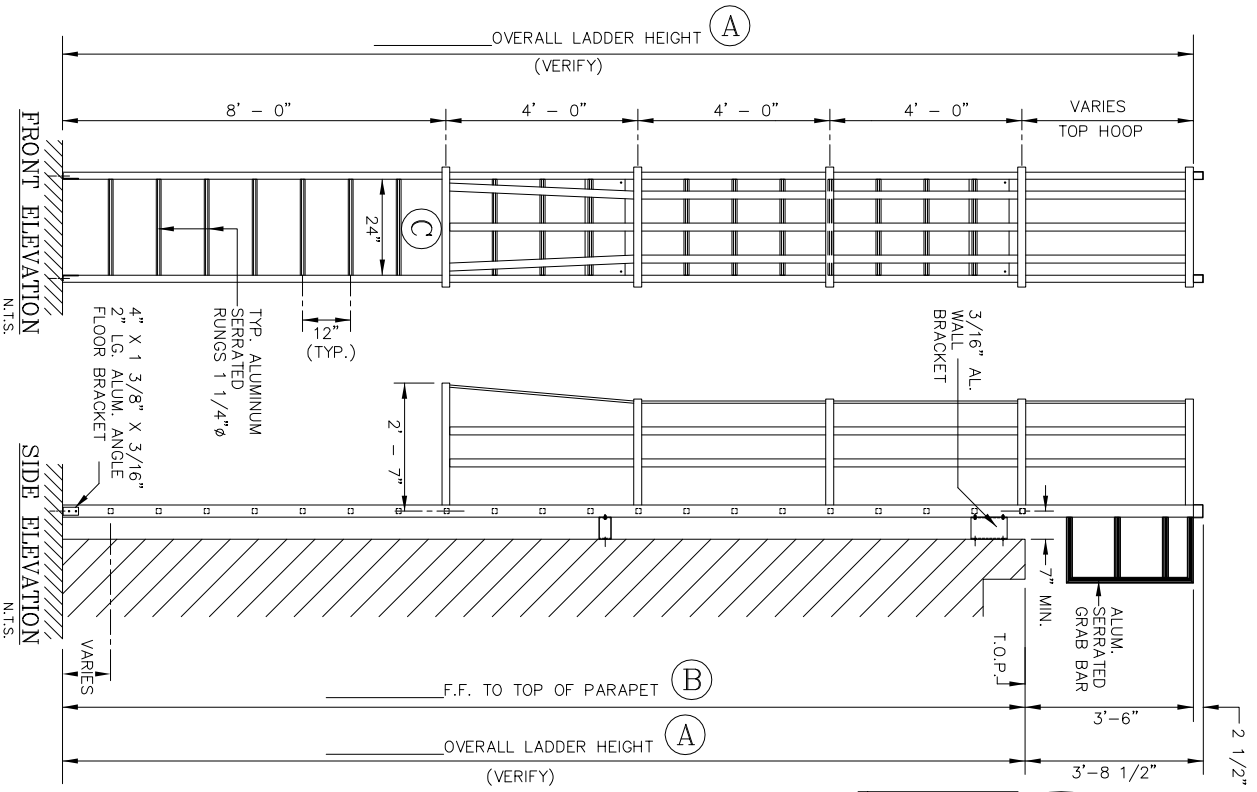 OVERALL LADDER HEIGHT A
(VERIFY)
8' - 0"
4' - 0"
4' - 0"
4' - 0"
VARIES
TOP HOOP
24"
C
12"
(TYP.)
TYP. ALUMINUM
SERRATED
RUNGS 1 1/4"ø
4" X 1 3/8" X 3/16"
2" LG. ALUM. ANGLE
FLOOR BRACKET
FRONT ELEVATION
N.T.S.
3/16" AL.
WALL
BRACKET
2' - 7"
7" MIN.
ALUM.
SERRATED
GRAB BAR
T.O.P.
VARIES
F.F. TO TOP OF PARAPET B
3'-6"
2 1/2"
OVERALL LADDER HEIGHT A
(VERIFY)
3'-8 1/2"
SIDE ELEVATION
N.T.S.